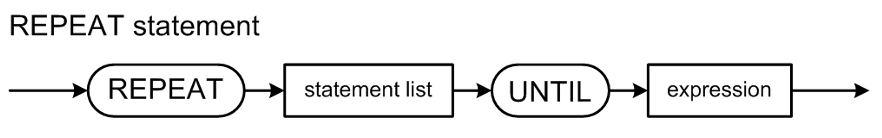 REPEAT statement
REPEAT statement list UNTIL expression